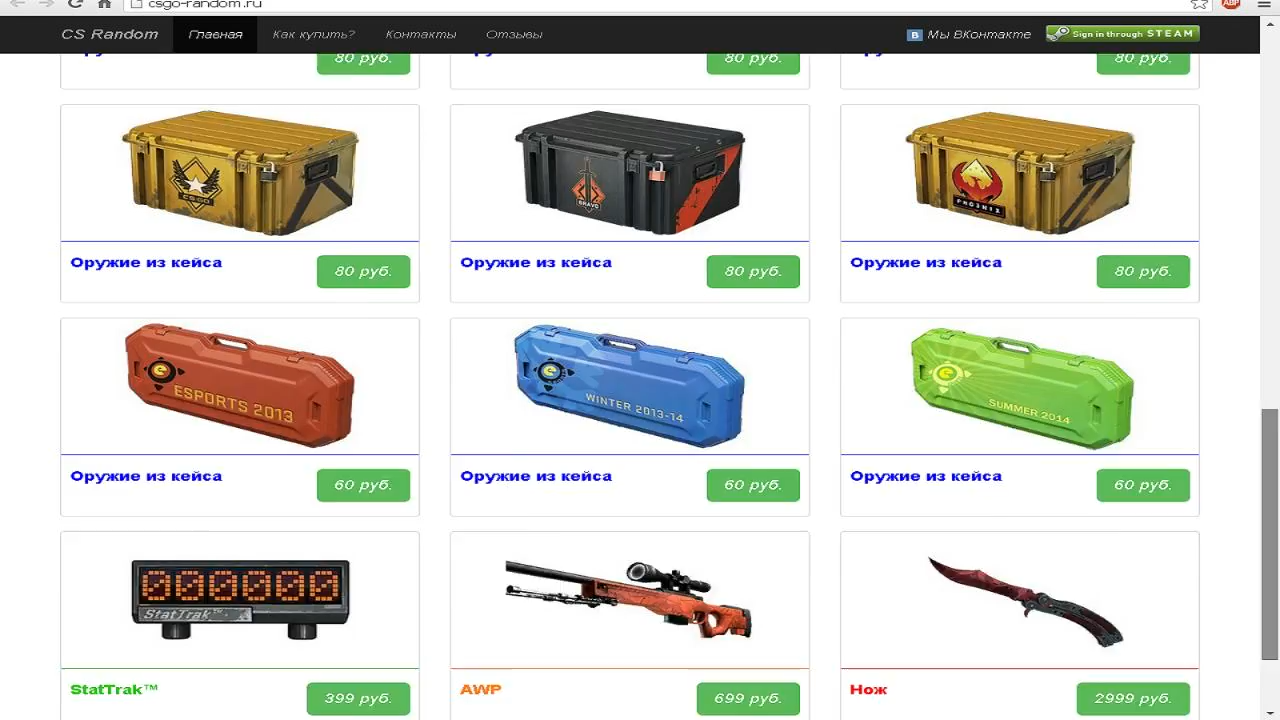 csgo-random.ru
ABP
CS Random Главная Как купить? Контакты Отзывы B Мы ВКонтакте Sign in through STEAM
80 руб. 80 руб. 80 руб.
CS:GO BRAVO PHOENIX
Оружие из кейса 80 руб. Оружие из кейса 80 руб. Оружие из кейса 80 руб.
ESPORTS 2013 WINTER 2013-14 SUMMER 2014
Оружие из кейса 60 руб. Оружие из кейса 60 руб. Оружие из кейса 60 руб.
000000
StatTrak™
StatTrak™ 399 руб. AWP 699 руб. Нож 2999 руб.